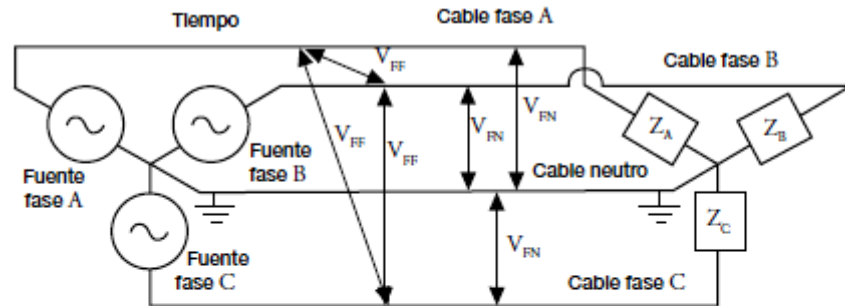 Tiempo
Cable fase A
Cable fase B
V_FF
V_FN
V_FN
V_FF
V_FF
Z_A
Z_B
Fuente
fase A
Fuente
fase B
Cable neutro
Z_C
V_FN
Fuente
fase C
Cable fase C